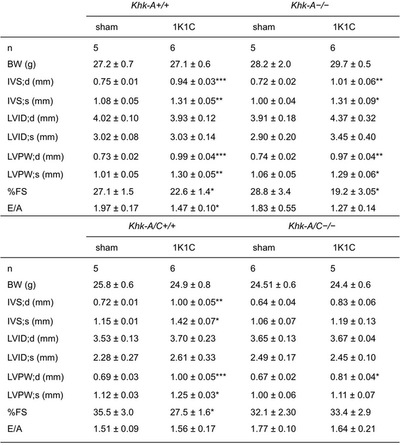 Khk-A+/+ Khk-A−/−
sham 1K1C sham 1K1C
n 5 6 5 6
BW (g) 27.2 ± 0.7 27.1 ± 0.6 28.2 ± 2.0 29.7 ± 0.5
IVS;d (mm) 0.75 ± 0.01 0.94 ± 0.03*** 0.72 ± 0.02 1.01 ± 0.06**
IVS;s (mm) 1.08 ± 0.05 1.31 ± 0.05** 1.00 ± 0.04 1.31 ± 0.09*
LVID;d (mm) 4.02 ± 0.10 3.93 ± 0.12 3.91 ± 0.18 4.37 ± 0.32
LVID;s (mm) 3.02 ± 0.08 3.03 ± 0.14 2.90 ± 0.20 3.45 ± 0.40
LVPW;d (mm) 0.73 ± 0.02 0.99 ± 0.04*** 0.74 ± 0.02 0.97 ± 0.04**
LVPW;s (mm) 1.01 ± 0.05 1.30 ± 0.05** 1.06 ± 0.05 1.29 ± 0.06*
%FS 27.1 ± 1.5 22.6 ± 1.4* 28.8 ± 3.4 19.2 ± 3.05*
E/A 1.97 ± 0.17 1.47 ± 0.10* 1.83 ± 0.55 1.27 ± 0.14
Khk-A/C+/+ Khk-A/C−/−
sham 1K1C sham 1K1C
n 5 6 6 5
BW (g) 25.8 ± 0.6 24.9 ± 0.8 24.51 ± 0.6 24.4 ± 0.6
IVS;d (mm) 0.72 ± 0.01 1.00 ± 0.05** 0.64 ± 0.04 0.83 ± 0.06
IVS;s (mm) 1.15 ± 0.01 1.42 ± 0.07* 1.06 ± 0.07 1.19 ± 0.13
LVID;d (mm) 3.53 ± 0.13 3.70 ± 0.23 3.65 ± 0.13 3.67 ± 0.04
LVID;s (mm) 2.28 ± 0.27 2.61 ± 0.33 2.49 ± 0.17 2.45 ± 0.10
LVPW;d (mm) 0.69 ± 0.03 1.00 ± 0.05*** 0.67 ± 0.02 0.81 ± 0.04*
LVPW;s (mm) 1.12 ± 0.03 1.25 ± 0.03* 1.00 ± 0.06 1.11 ± 0.07
%FS 35.5 ± 3.0 27.5 ± 1.6* 32.1 ± 2.30 33.4 ± 2.9
E/A 1.51 ± 0.09 1.56 ± 0.17 1.77 ± 0.10 1.64 ± 0.21